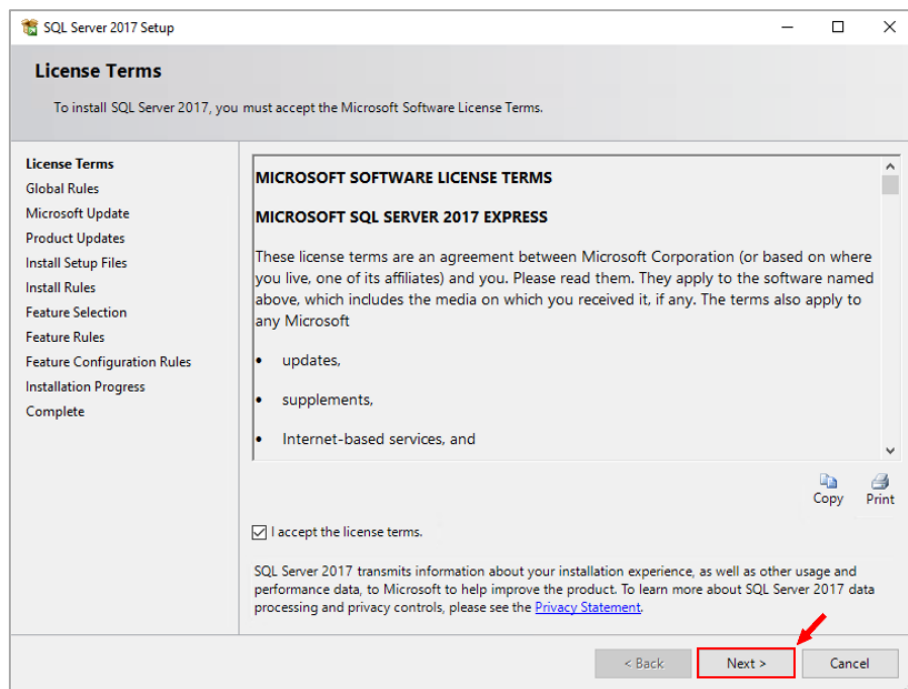 SQL Server 2017 Setup
License Terms
To install SQL Server 2017, you must accept the Microsoft Software License Terms.
License Terms
Global Rules
Microsoft Update
Product Updates
Install Setup Files
Install Rules
Feature Selection
Feature Rules
Feature Configuration Rules
Installation Progress
Complete
MICROSOFT SOFTWARE LICENSE TERMS
MICROSOFT SQL SERVER 2017 EXPRESS
These license terms are an agreement between Microsoft Corporation (or based on where
you live, one of its affiliates) and you. Please read them. They apply to the software named
above, which includes the media on which you received it, if any. The terms also apply to
any Microsoft
• updates,
• supplements,
• Internet-based services, and
Copy Print
I accept the license terms.
SQL Server 2017 transmits information about your installation experience, as well as other usage and
performance data, to Microsoft to help improve the product. To learn more about SQL Server 2017 data
processing and privacy controls, please see the Privacy Statement.
< Back Next > Cancel